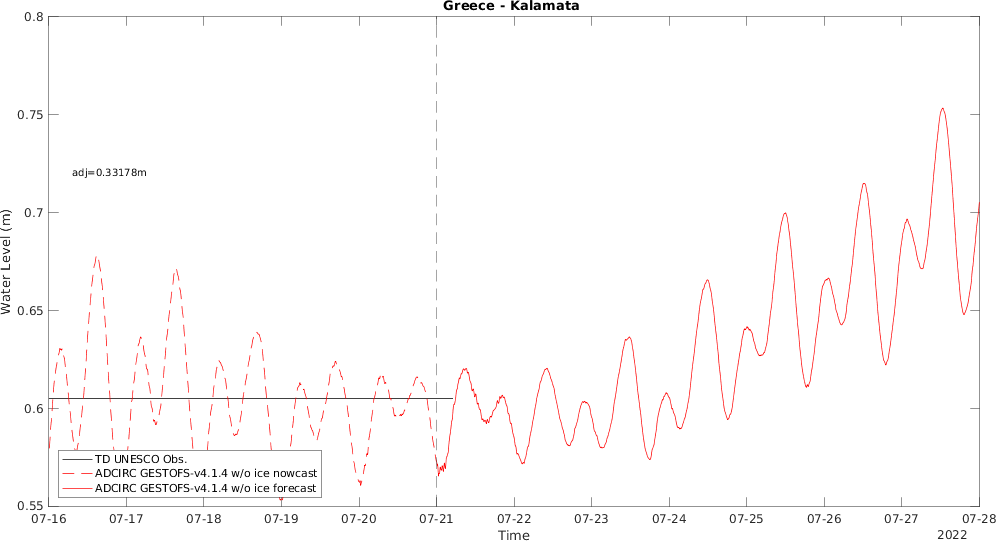 Greece - Kalamata
0.8
0.75
0.7
0.65
0.6
0.55
Water Level (m)
adj=0.33178m
TD UNESCO Obs.
ADCIRC GESTOFS-v4.1.4 w/o ice nowcast
ADCIRC GESTOFS-v4.1.4 w/o ice forecast
07-16 07-17 07-18 07-19 07-20 07-21 07-22 07-23 07-24 07-25 07-26 07-27 07-28
Time
2022